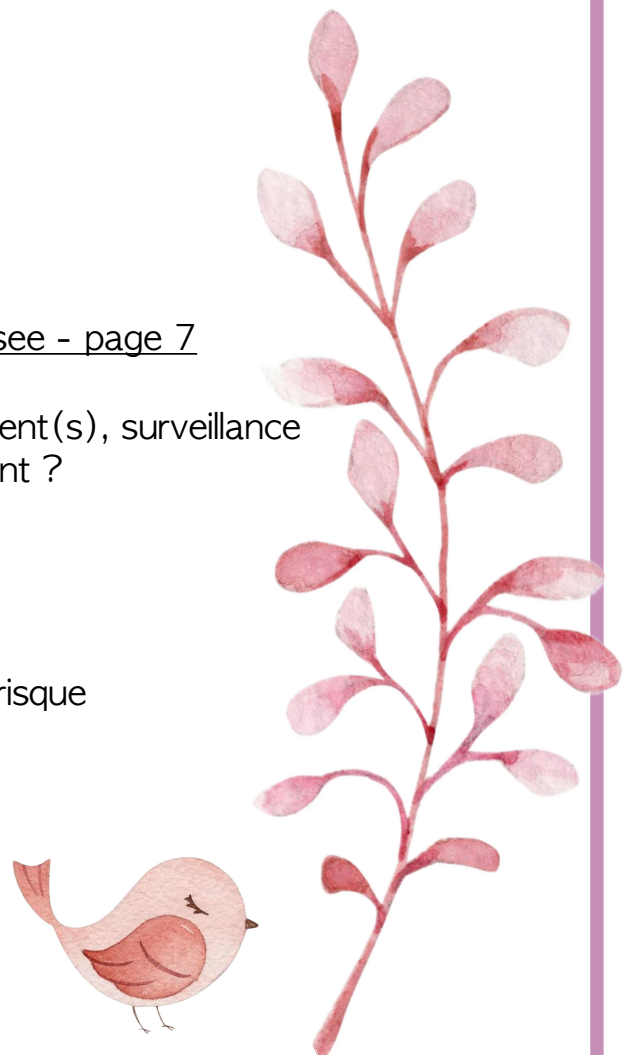 see - page 7
ent(s), surveillance
nt ?
risque